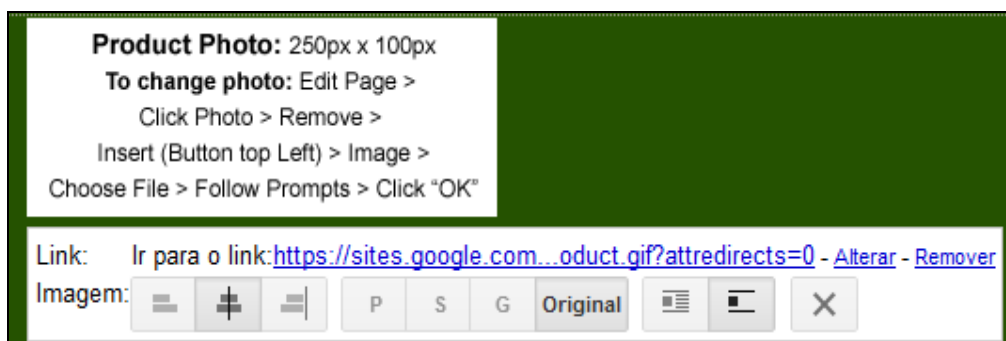 Product Photo: 250px x 100px
To change photo: Edit Page >
Click Photo > Remove >
Insert (Button top Left) > Image >
Choose File > Follow Prompts > Click “OK”
Link: Ir para o link:https://sites.google.com...oduct.gif?attredirects=0 - Alterar - Remover
Imagem: P S G Original